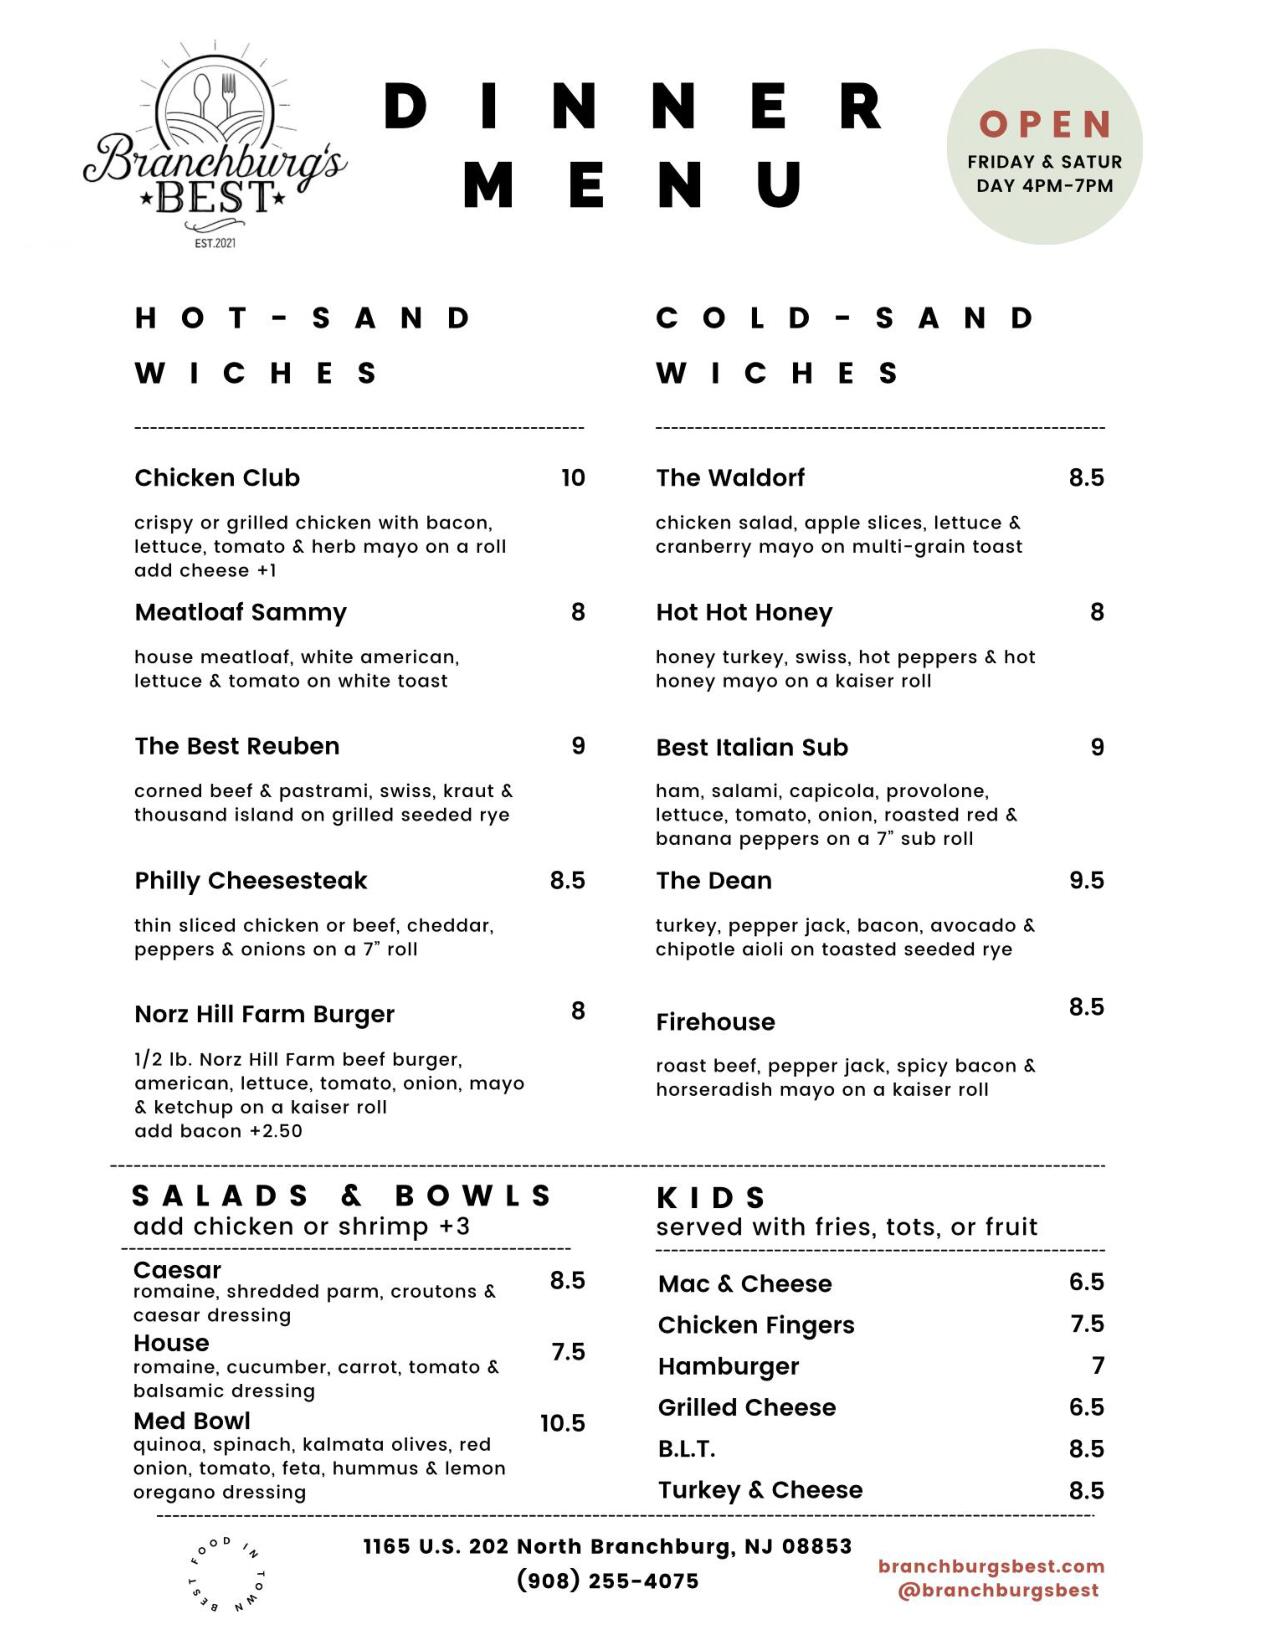 Branchburg's
★BEST★
EST.2021
DINNER
MENU
OPEN
FRIDAY & SATUR
DAY 4PM-7PM
HOT-SAND
WICHES
Chicken Club 10
crispy or grilled chicken with bacon,
lettuce, tomato & herb mayo on a roll
add cheese +1
Meatloaf Sammy 8
house meatloaf, white american,
lettuce & tomato on white toast
The Best Reuben 9
corned beef & pastrami, swiss, kraut &
thousand island on grilled seeded rye
Philly Cheesesteak 8.5
thin sliced chicken or beef, cheddar,
peppers & onions on a 7” roll
Norz Hill Farm Burger 8
1/2 lb. Norz Hill Farm beef burger,
american, lettuce, tomato, onion, mayo
& ketchup on a kaiser roll
add bacon +2.50
COLD-SAND
WICHES
The Waldorf 8.5
chicken salad, apple slices, lettuce &
cranberry mayo on multi-grain toast
Hot Hot Honey 8
honey turkey, swiss, hot peppers & hot
honey mayo on a kaiser roll
Best Italian Sub 9
ham, salami, capicola, provolone,
lettuce, tomato, onion, roasted red &
banana peppers on a 7” sub roll
The Dean 9.5
turkey, pepper jack, bacon, avocado &
chipotle aioli on toasted seeded rye
Firehouse 8.5
roast beef, pepper jack, spicy bacon &
horseradish mayo on a kaiser roll
SALADS & BOWLS
add chicken or shrimp +3
Caesar 8.5
romaine, shredded parm, croutons &
caesar dressing
House 7.5
romaine, cucumber, carrot, tomato &
balsamic dressing
Med Bowl 10.5
quinoa, spinach, kalmata olives, red
onion, tomato, feta, hummus & lemon
oregano dressing
KIDS
served with fries, tots, or fruit
Mac & Cheese 6.5
Chicken Fingers 7.5
Hamburger 7
Grilled Cheese 6.5
B.L.T. 8.5
Turkey & Cheese 8.5
BEST FOOD IN TOWN
1165 U.S. 202 North Branchburg, NJ 08853
(908) 255-4075
branchburgsbest.com
@branchburgsbest